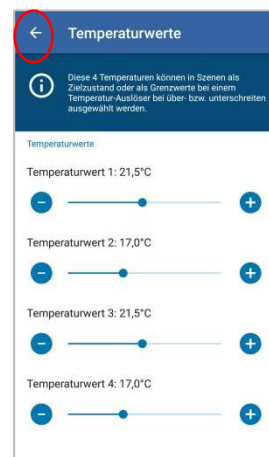 Temperaturwerte
Diese 4 Temperaturen können in Szenen als
Zielzustand oder als Grenzwerte bei einem
Temperatur-Auslöser bei über- bzw. unterschreiten
ausgewählt werden.
Temperaturwerte
Temperaturwert 1: 21,5°C
Temperaturwert 2: 17,0°C
Temperaturwert 3: 21,5°C
Temperaturwert 4: 17,0°C